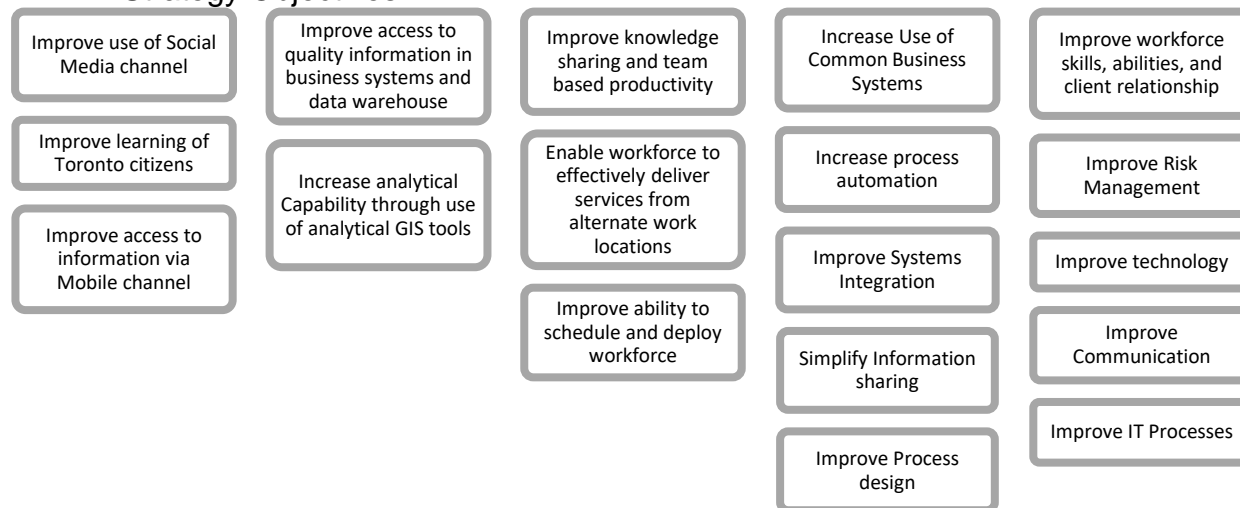 Improve use of Social
Media channel
Improve learning of
Toronto citizens
Improve access to
information via
Mobile channel
Improve access to
quality information in
business systems and
data warehouse
Increase analytical
Capability through use
of analytical GIS tools
Improve knowledge
sharing and team
based productivity
Enable workforce to
effectively deliver
services from
alternate work
locations
Improve ability to
schedule and deploy
workforce
Increase Use of
Common Business
Systems
Increase process
automation
Improve Systems
Integration
Simplify Information
sharing
Improve Process
design
Improve workforce
skills, abilities, and
client relationship
Improve Risk
Management
Improve technology
Improve
Communication
Improve IT Processes